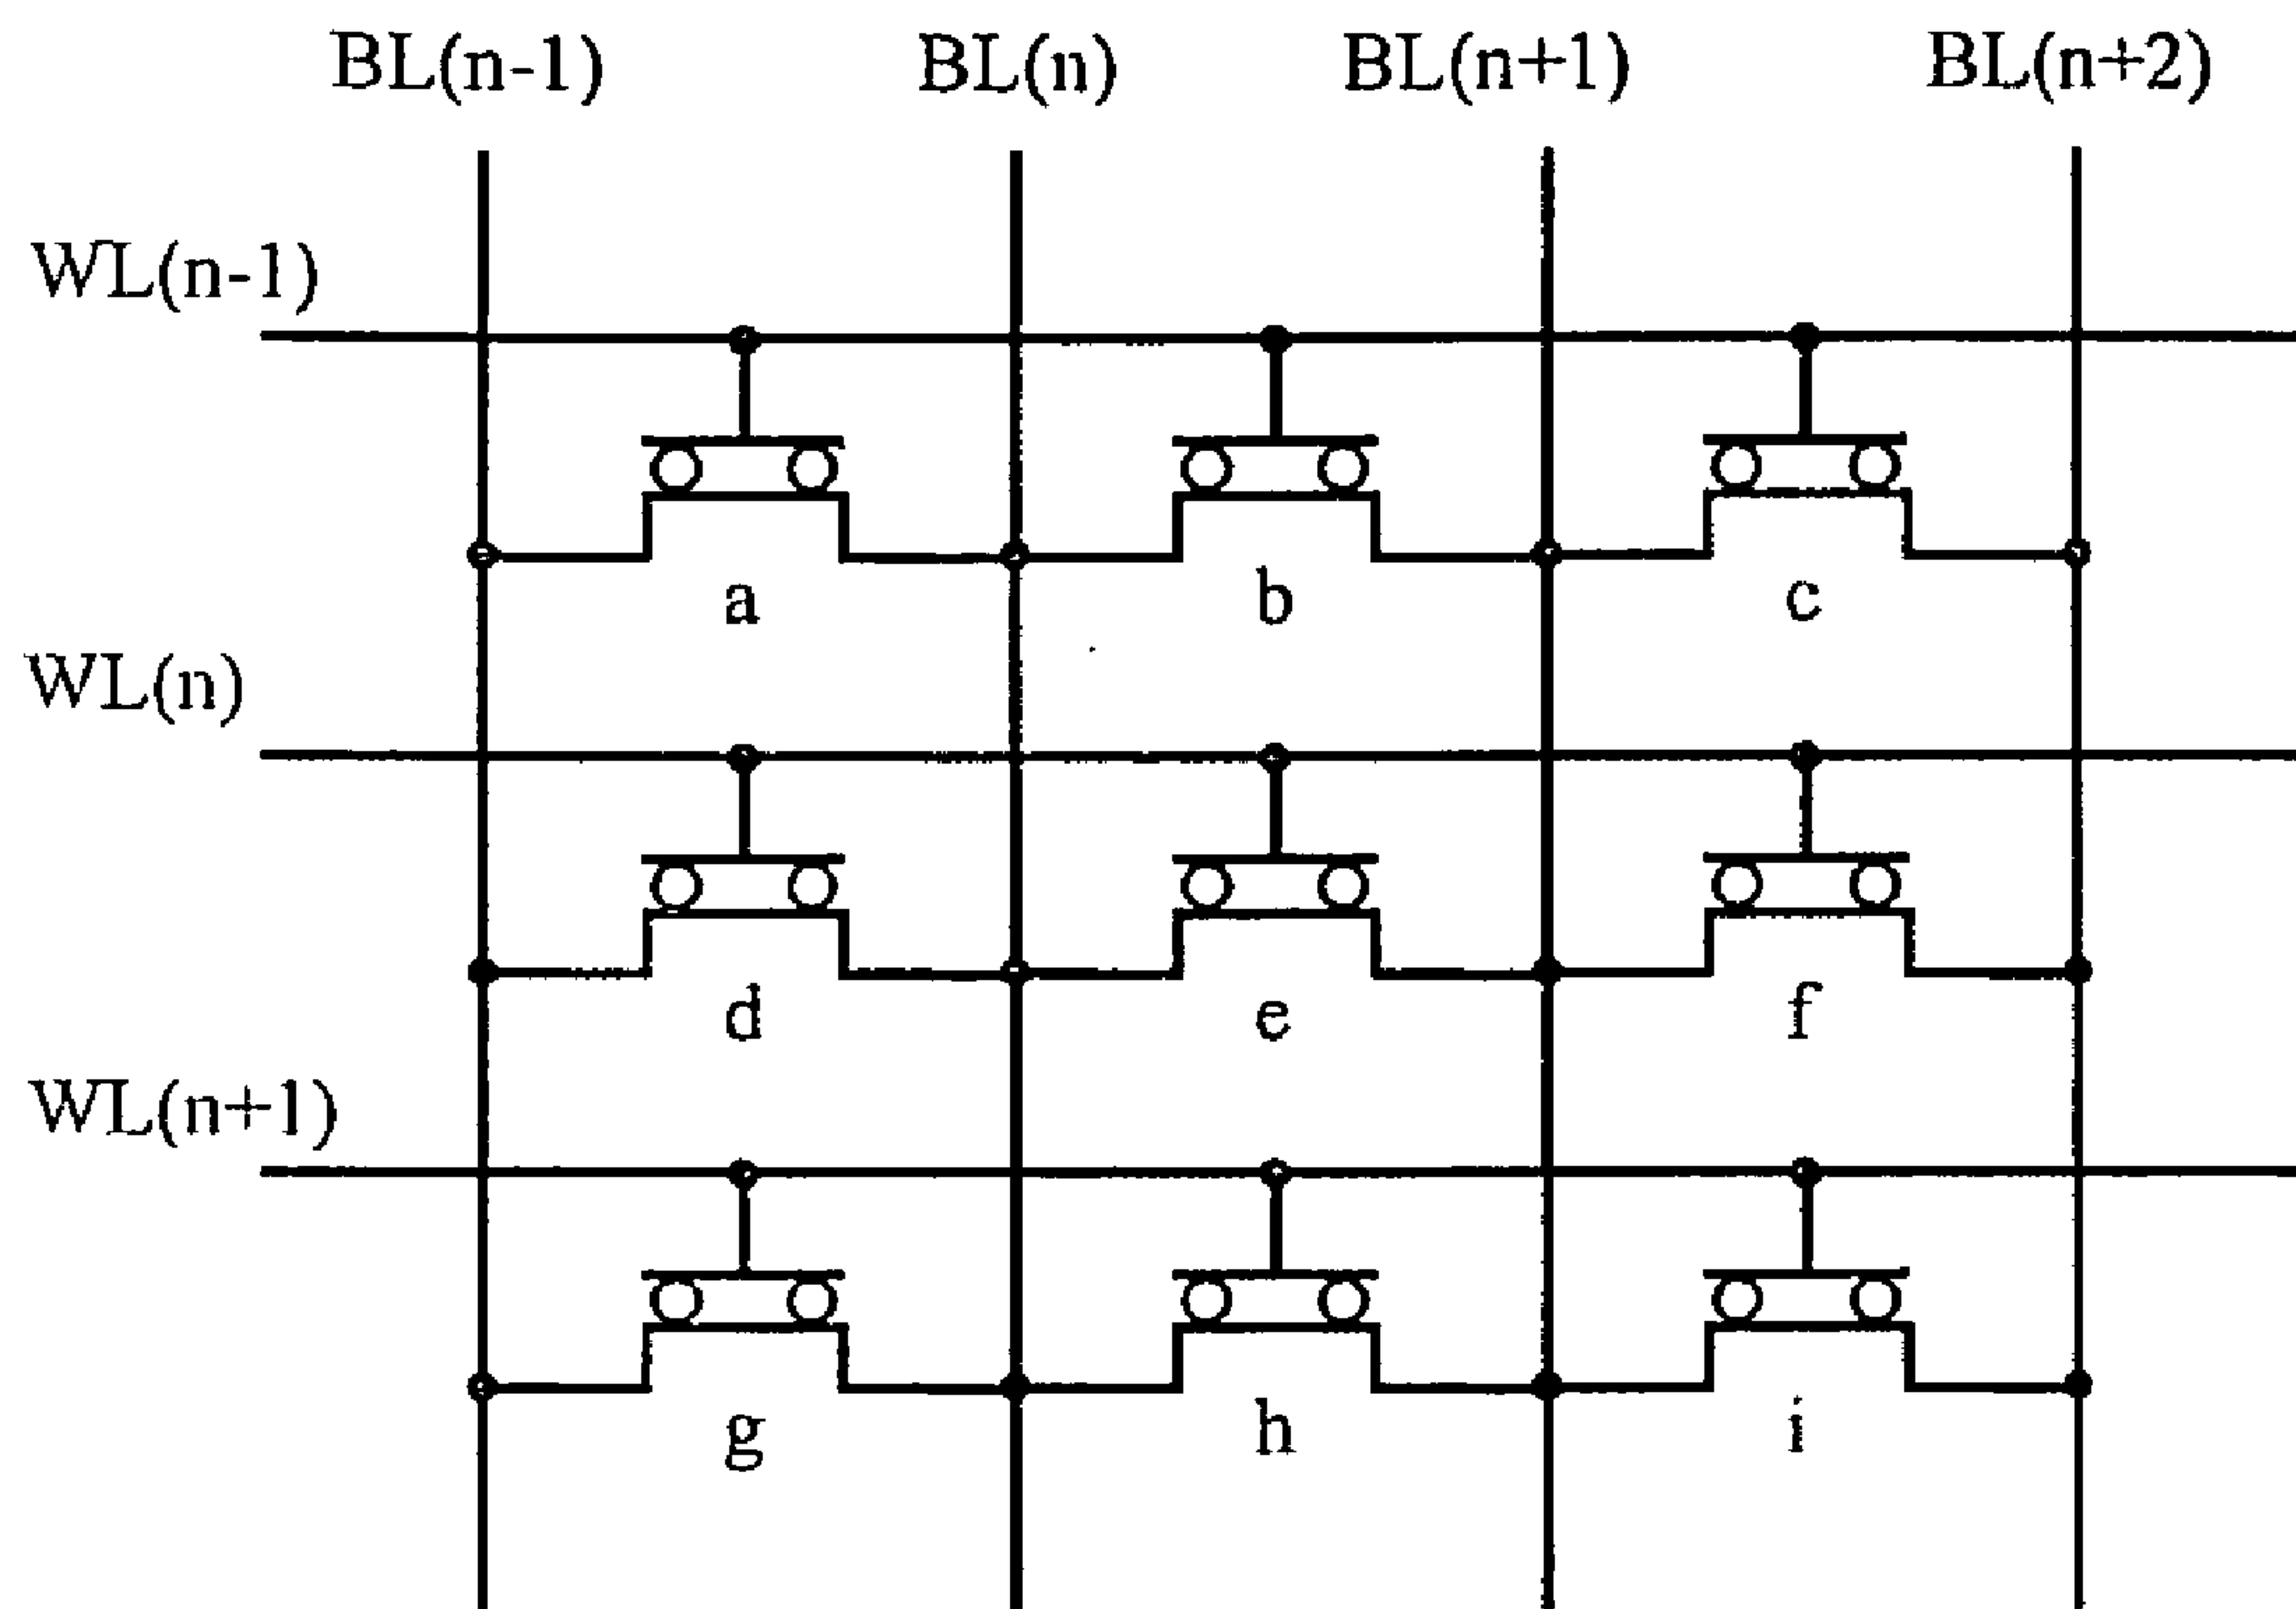 BL(n-1) BL(n) BL(n+1) BL(n+2)
WL(n-1)
a b c
WL(n)
d e f
WL(n+1)
g h i